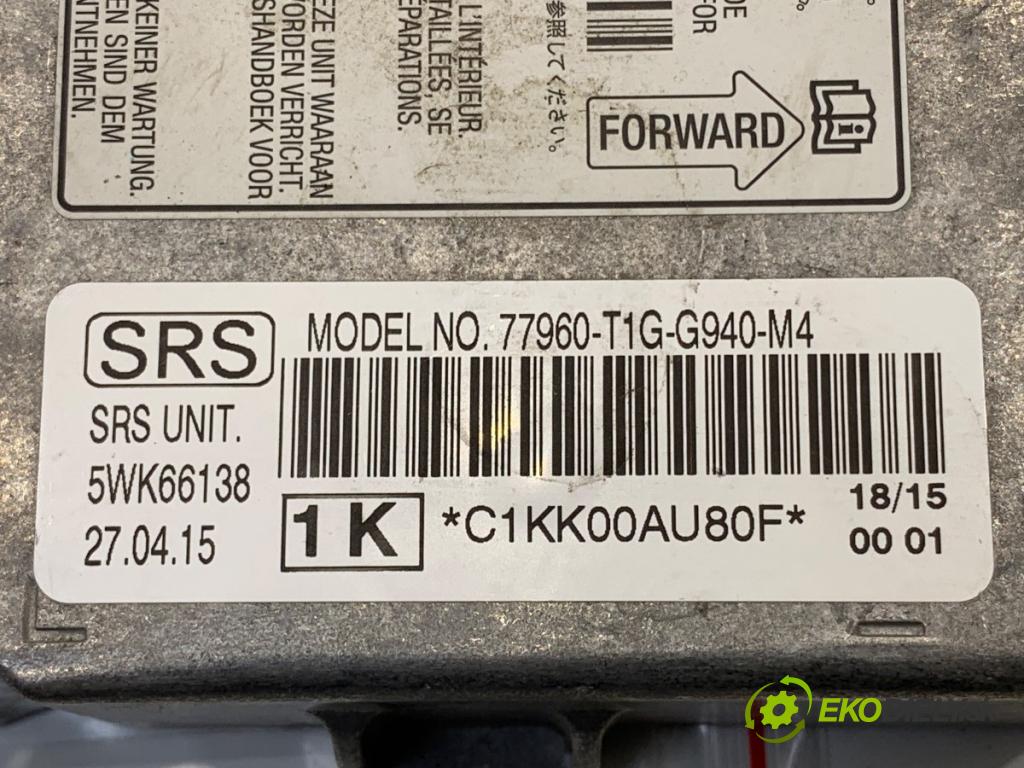 KEINER WARTUNG.
EN SIND DEM
NTNEHMEN.
EZE UNIT WAARAAN
ORDEN VERRICHT.
SHANDBOEK VOOR
L'INTÉRIEUR.
TALLÉES, SE
ÉPARATIONS.
参照してください。
DE
FOR
FORWARD
SRS
MODEL NO. 77960-T1G-G940-M4
SRS UNIT.
5WK66138
27.04.15
1K
*C1KK00AU80F*
18/15
00 01
EKO